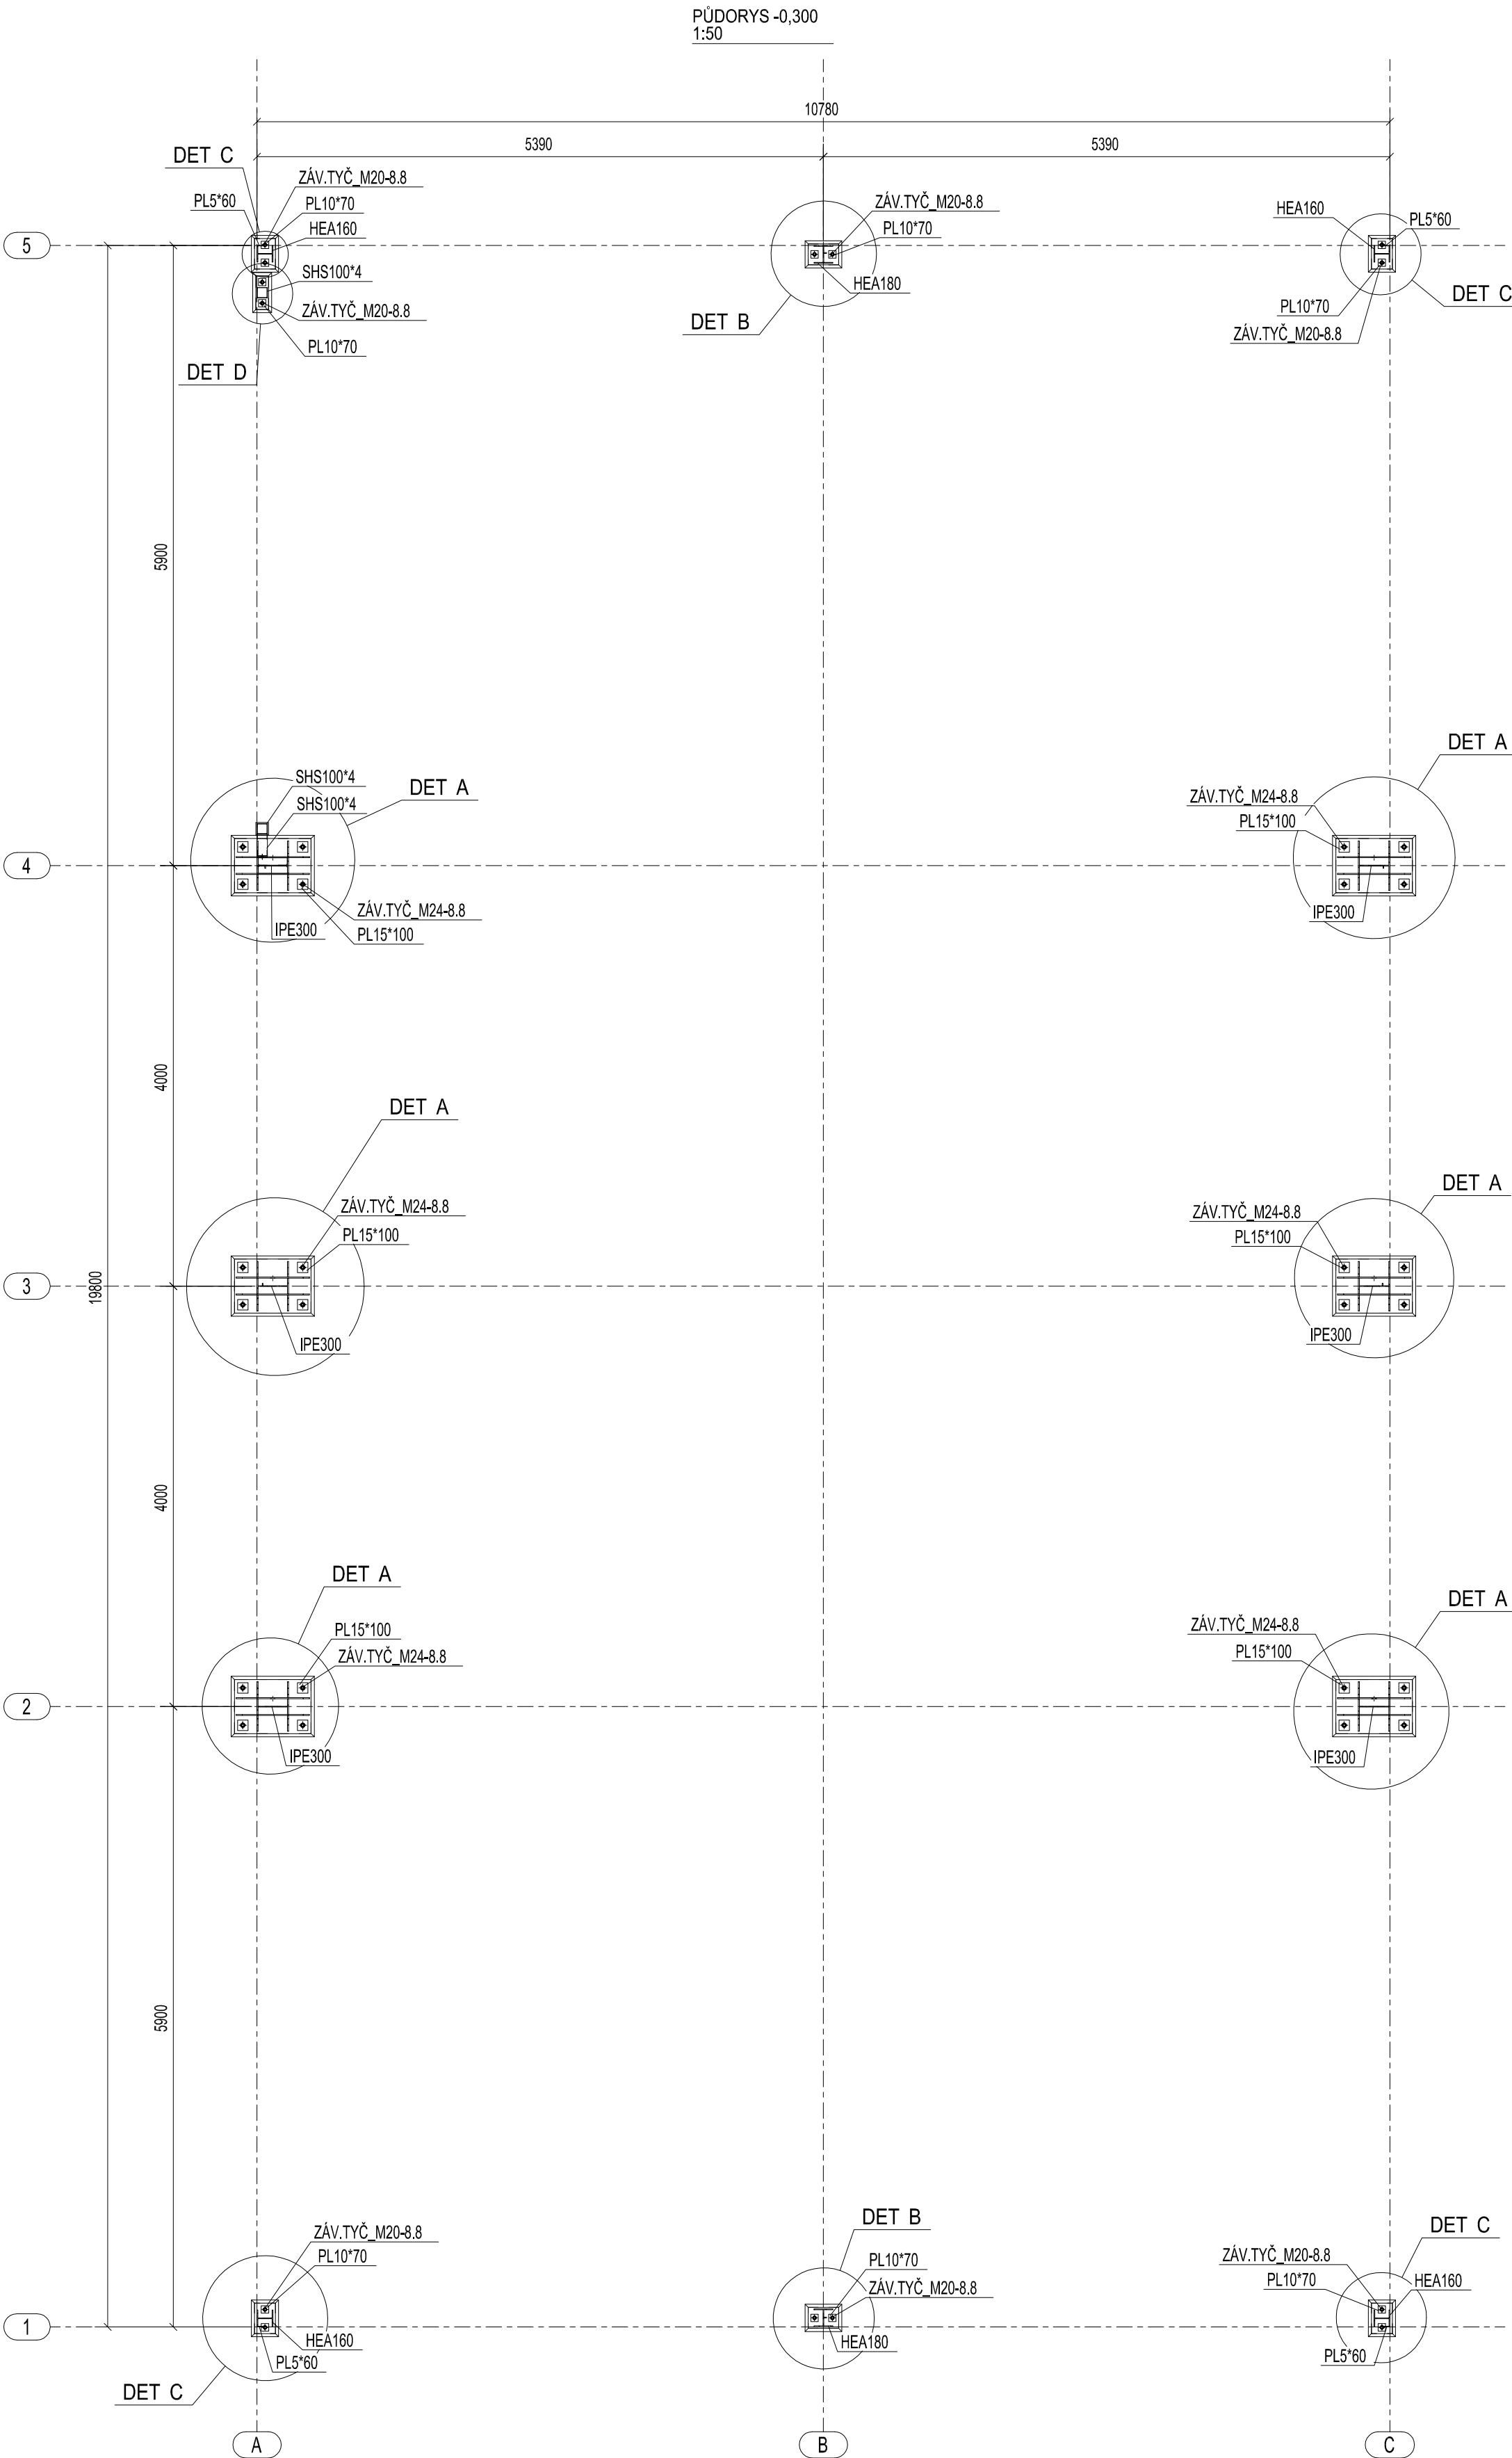 PŮDORYS -0,300
1:50
10780
5390
5390
DET C
ZÁV.TYČ_M20-8.8
PL5*60
PL10*70
HEA160
SHS100*4
ZÁV.TYČ_M20-8.8
PL10*70
DET D
ZÁV.TYČ_M20-8.8
PL10*70
HEA180
DET B
HEA160
PL5*60
DET C
PL10*70
ZÁV.TYČ_M20-8.8
5
5900
SHS100*4
SHS100*4
DET A
ZÁV.TYČ_M24-8.8
PL15*100
IPE300
DET A
ZÁV.TYČ_M24-8.8
PL15*100
IPE300
4
4000
DET A
ZÁV.TYČ_M24-8.8
PL15*100
IPE300
DET A
ZÁV.TYČ_M24-8.8
PL15*100
IPE300
3
19800
4000
DET A
PL15*100
ZÁV.TYČ_M24-8.8
IPE300
DET A
ZÁV.TYČ_M24-8.8
PL15*100
IPE300
2
5900
ZÁV.TYČ_M20-8.8
PL10*70
HEA160
PL5*60
DET C
DET B
PL10*70
ZÁV.TYČ_M20-8.8
HEA180
DET C
ZÁV.TYČ_M20-8.8
PL10*70
HEA160
PL5*60
1
A
B
C